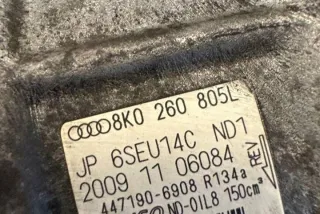 8K0 260 805L
JP 6SEU14C ND1
2009 11 06084 REV
447190-6908 R134a
ND-OIL8 150cm³